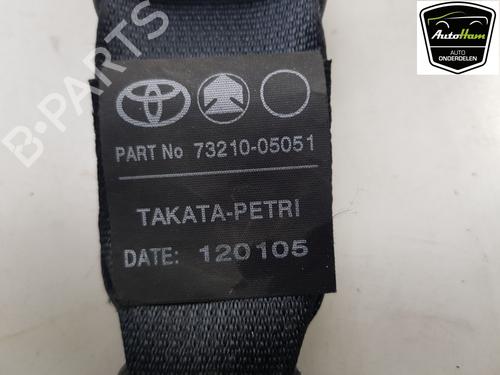 AutoHam
AUTO
ONDERDELEN
B-PARTS
PART No 73210-05051
TAKATA-PETRI
DATE: 120105